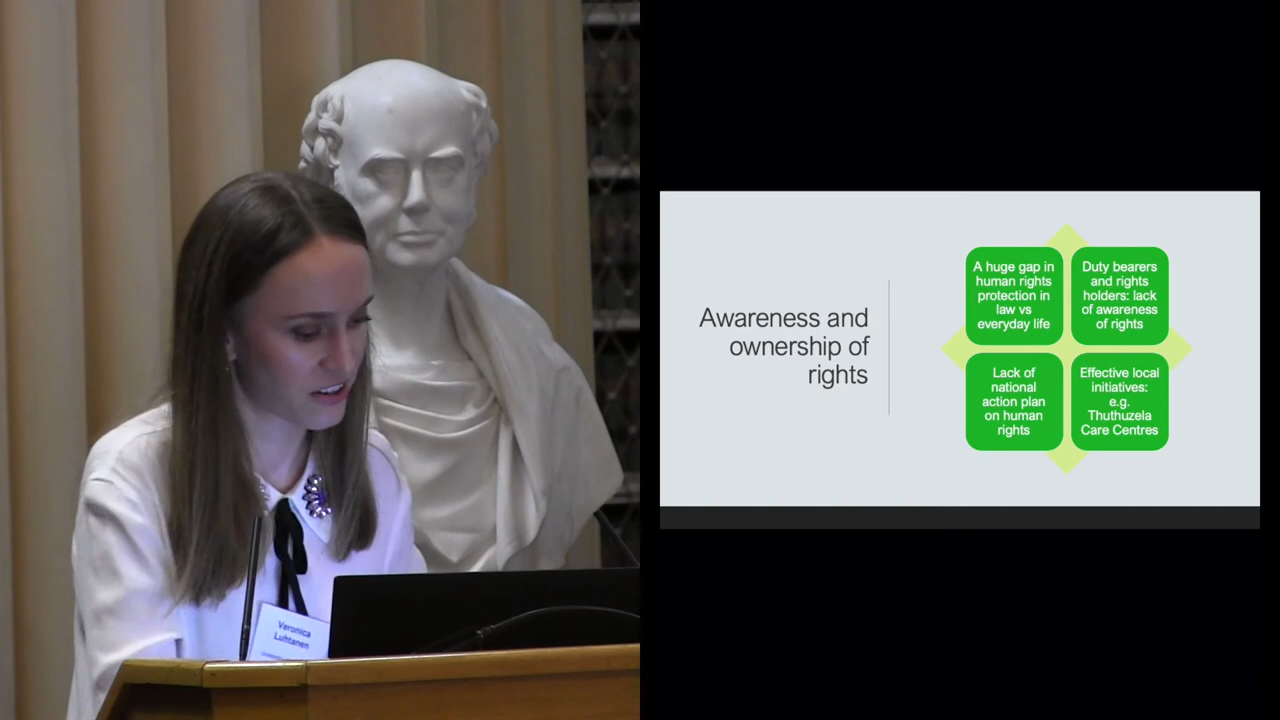 Awareness and
ownership of
rights
A huge gap in
human rights
protection in
law vs
everyday life
Duty bearers
and rights
holders: lack
of awareness
of rights
Lack of
national
action plan
on human
rights
Effective local
initiatives:
e.g.
Thuthuzela
Care Centres
Veronica
Luhtanen